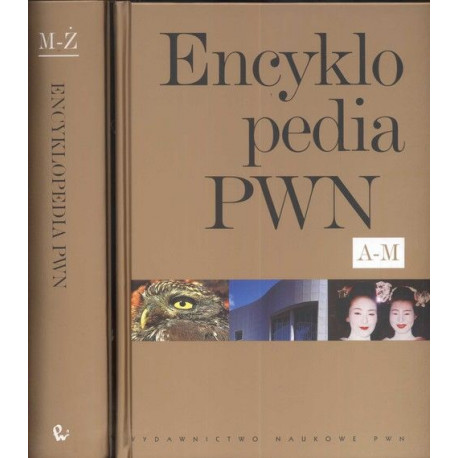 M-Ż
ENCYKLOPEDIA PWN
Encyklo
pedia
PWN
A-M
WYDAWNICTWO NAUKOWE PWN